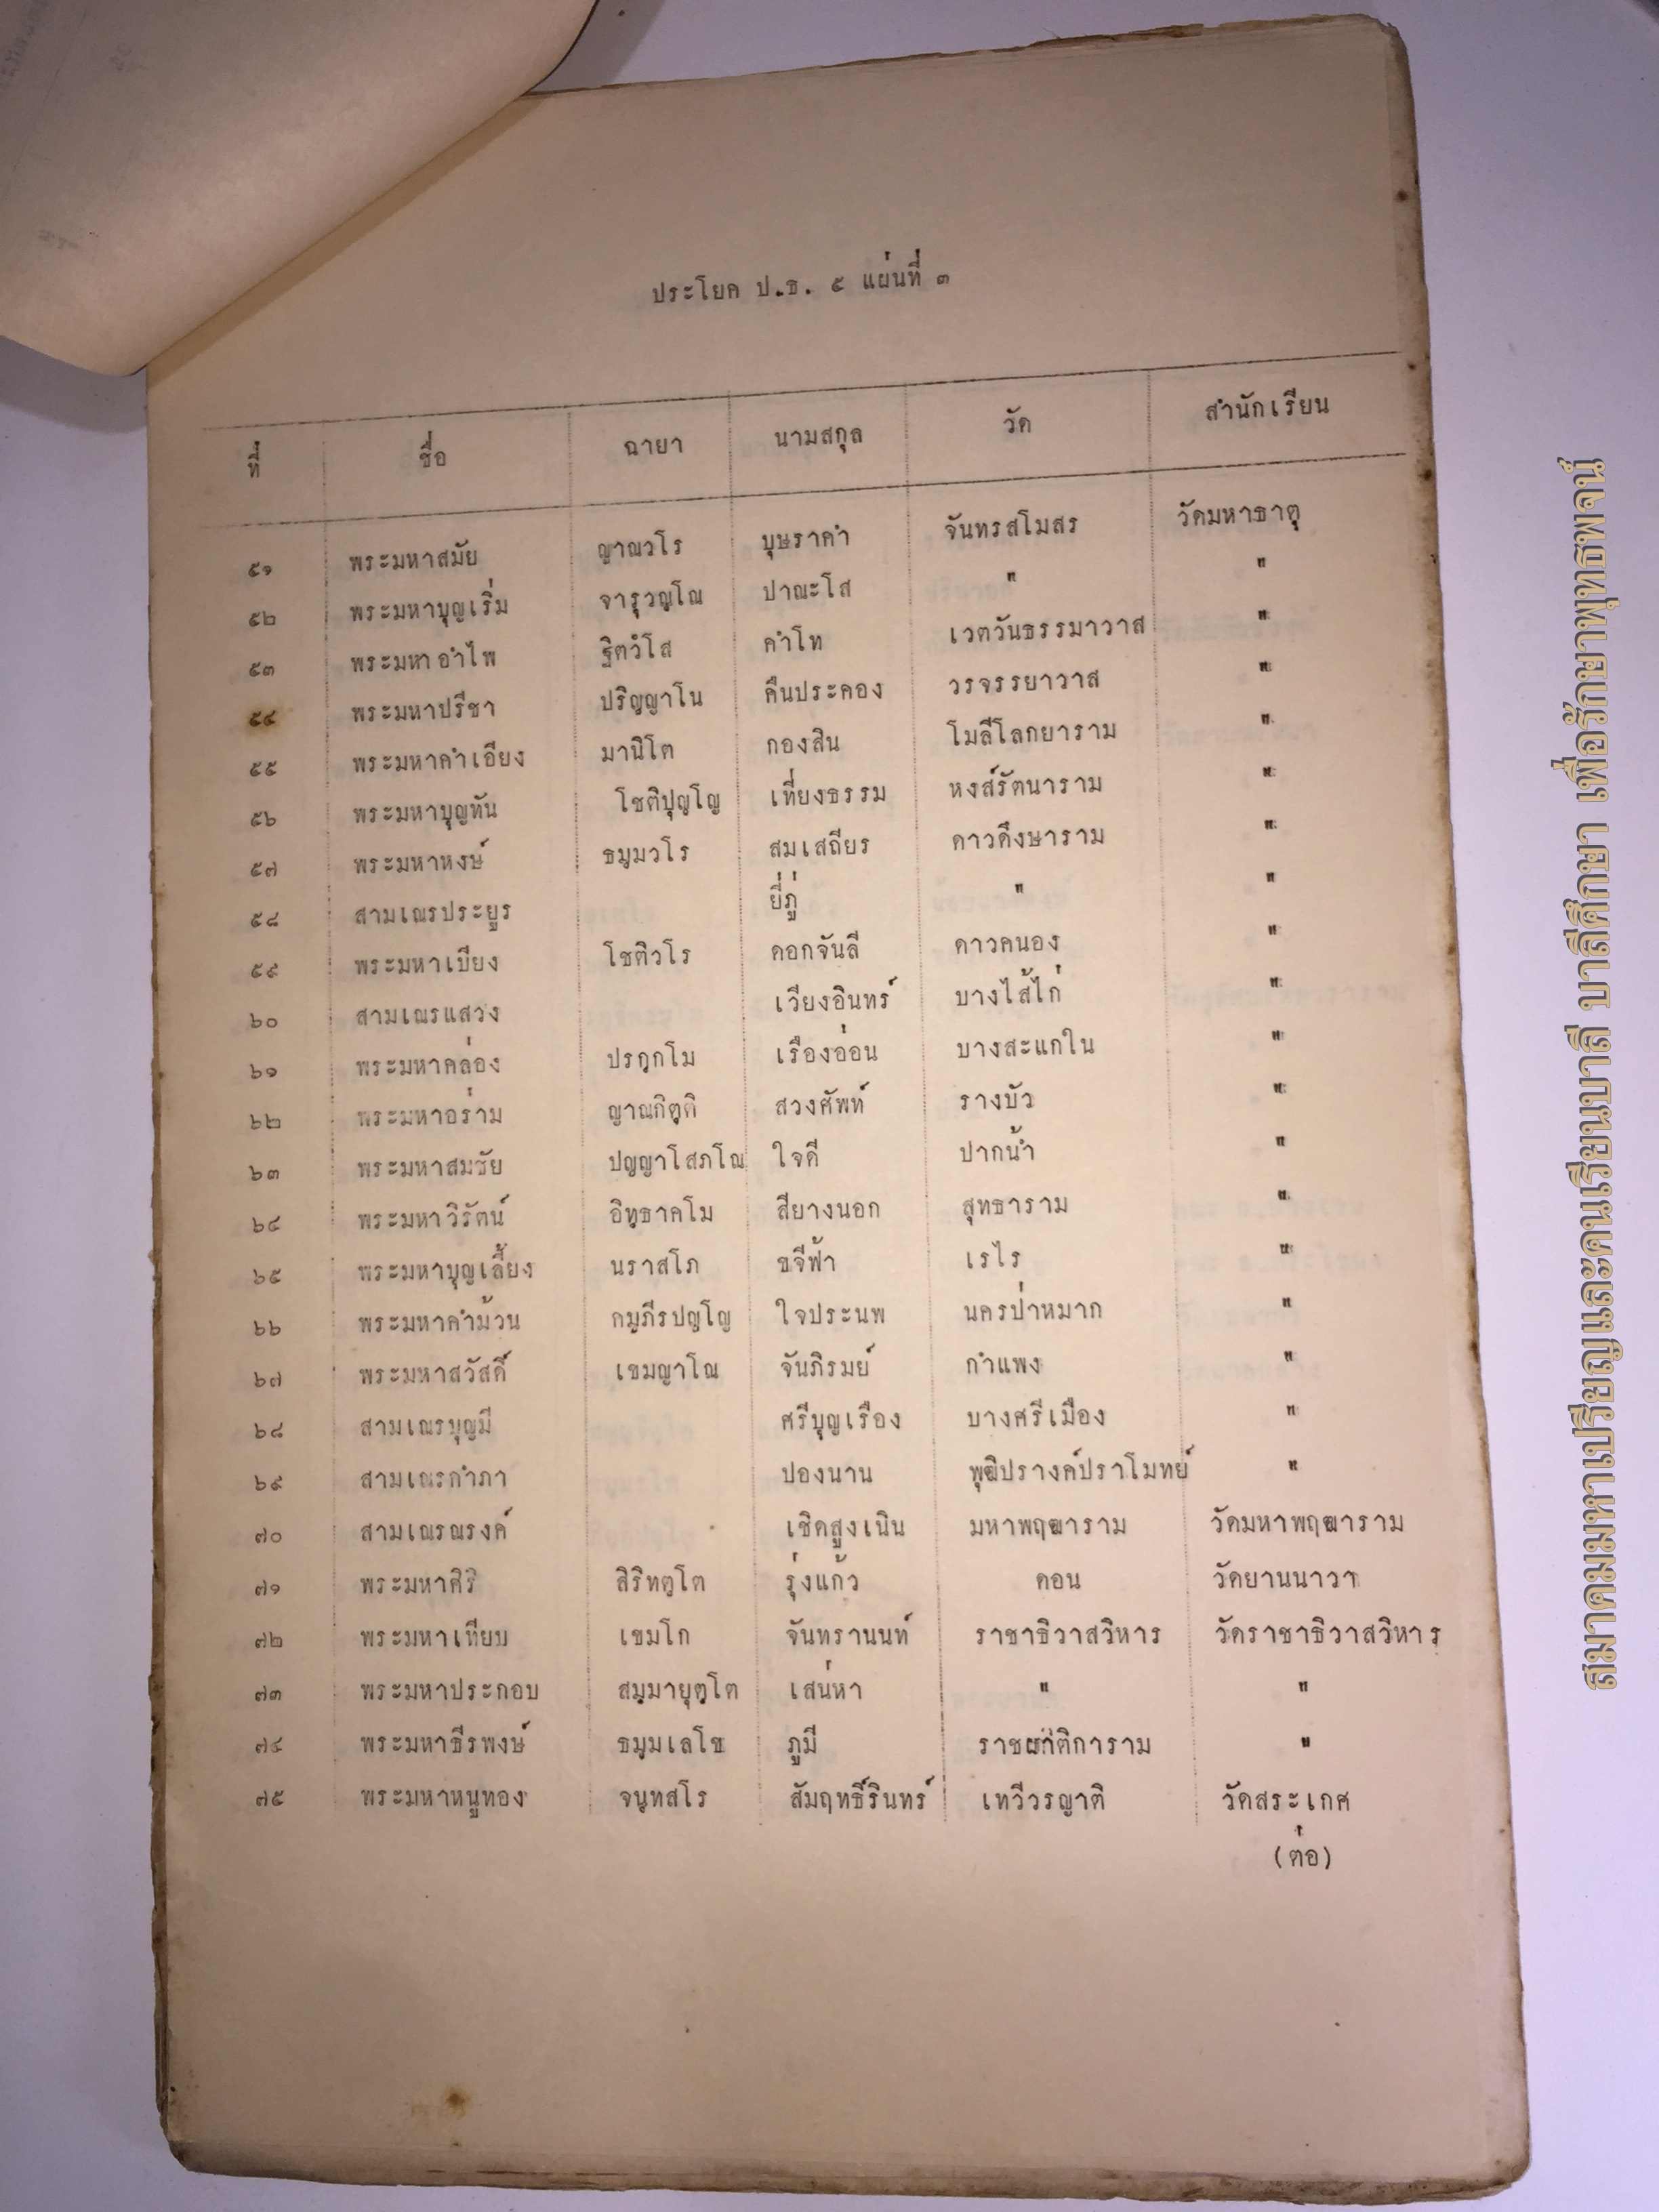 ประโยค ป.ธ. ๕ แผ่นที่ ๓
ที่ ชื่อ ฉายา นามสกุล วัด สำนักเรียน
๕๑ พระมหาสมัย ญาณวโร บุษราคำ จันทรสโมสร วัดมหาธาตุ
๕๒ พระมหาบุญเริ่ม จารุวณฺโณ ปาณะโส " "
๕๓ พระมหาอำไพ ฐิตวํโส คำโท เวตวันธรรมาวาส "
๕๔ พระมหาปรีชา ปริญฺญาโน คืนประคอง วรจรรยาวาส "
๕๕ พระมหาคำเอียง มานิโต กองสิน โมลีโลกยาราม "
๕๖ พระมหาบุญทัน โชติปุญฺโญ เที่ยงธรรม หงส์รัตนาราม "
๕๗ พระมหาหงษ์ ธมฺมวโร สมเสถียร ดาวดึงษาราม "
๕๘ สามเณรประยูร ยี่ภู่ " "
๕๙ พระมหาเบียง โชติวโร ดอกจันลี ดาวคนอง "
๖๐ สามเณรแสวง เวียงอินทร์ บางไส้ไก่ "
๖๑ พระมหาคล่อง ปรกฺกโม เรืองอ่อน บางสะแกใน "
๖๒ พระมหาอร่าม ญาณกิตฺติ สวงศัพท์ รางบัว "
๖๓ พระมหาสมชัย ปญฺญาโสภโณ ใจดี ปากน้ำ "
๖๔ พระมหาวิรัตน์ อิทฺธาคโม สียางนอก สุทธาราม "
๖๕ พระมหาบุญเลี้ยง นราสโภ ขจีฟ้า เรไร "
๖๖ พระมหาคำม้วน กมฺภีรปญฺโญ ใจประนพ นครป่าหมาก "
๖๗ พระมหาสวัสดิ์ เขมญาโณ จันภิรมย์ กำแพง "
๖๘ สามเณรบุญมี ศรีบุญเรือง บางศรีเมือง "
๖๙ สามเณรกำภา ปองนาน พุฒิปรางค์ปราโมทย์ "
๗๐ สามเณรณรงค์ เชิดสูงเนิน มหาพฤฒาราม วัดมหาพฤฒาราม
๗๑ พระมหาศิริ สิริทตฺโต รุ่งแก้ว ดอน วัดยานนาวา
๗๒ พระมหาเทียบ เขมโก จันทรานนท์ ราชาธิวาสวิหาร วัดราชาธิวาสวิหาร
๗๓ พระมหาประกอบ สมฺมายุตฺโต เสน่หา " "
๗๔ พระมหาธีรพงษ์ ธมฺมเลโข ภูมี ราชผาติการาม "
๗๕ พระมหาหนูทอง จนฺทสโร สัมฤทธิ์รินทร์ เทวีวรญาติ วัดสระเกศ
(ต่อ)
สมาคมมหาเปรียญและคนเรียนบาลี บาลีศึกษา เพื่อรักษาพุทธพจน์